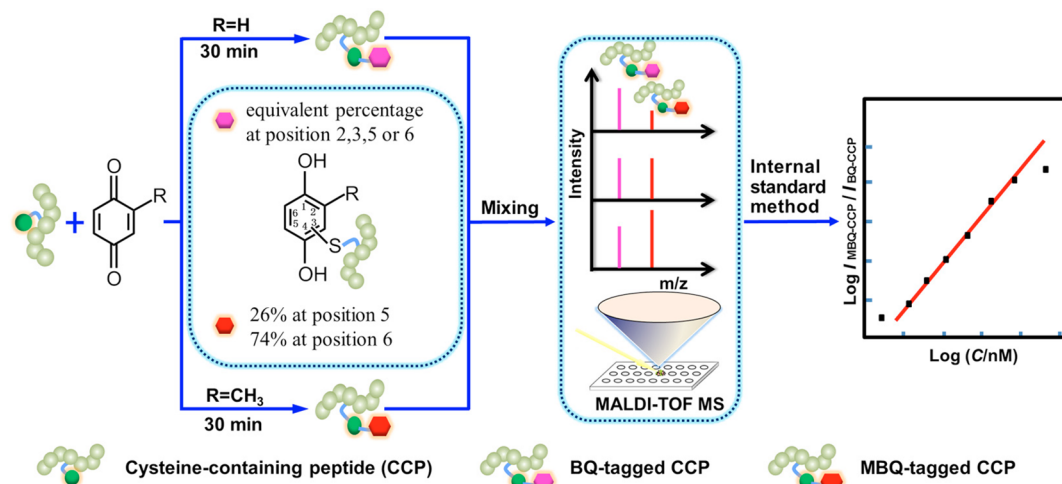 R=H
30 min
equivalent percentage
at position 2,3,5 or 6
O
R
O
OH
R
1
2
3
4
5
6
S
OH
26% at position 5
74% at position 6
R=CH3
30 min
Mixing
Intensity
m/z
MALDI-TOF MS
Internal
standard
method
Log I MBQ-CCP / I BQ-CCP
Log (C/nM)
Cysteine-containing peptide (CCP)
BQ-tagged CCP
MBQ-tagged CCP